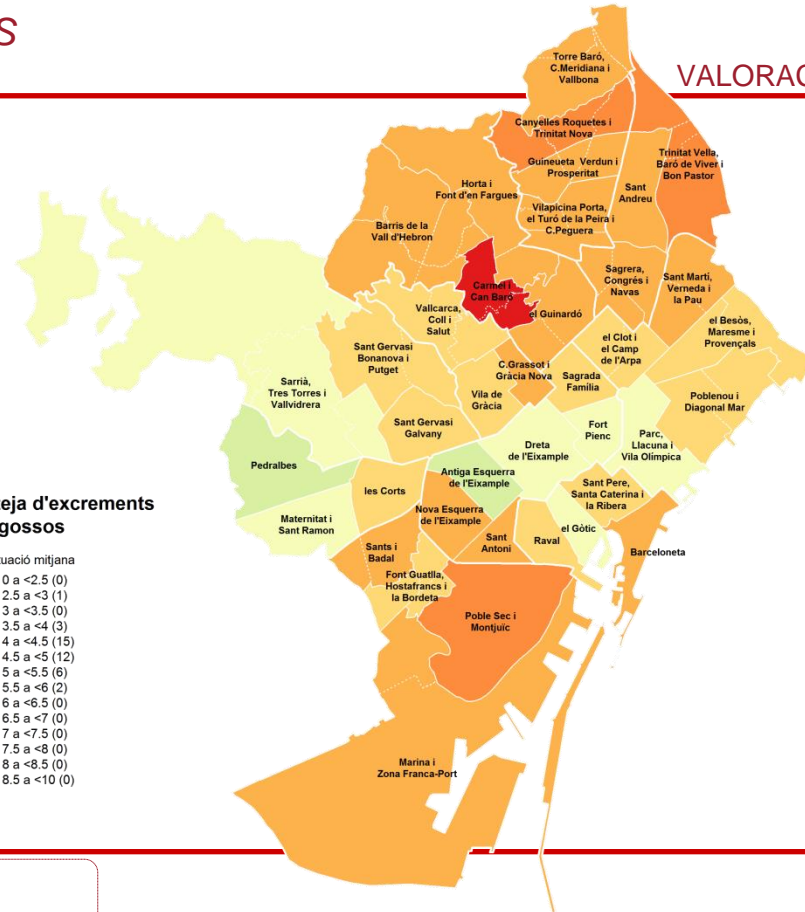 S
VALORAC
Torre Baró,
C.Meridiana i
Vallbona
Canyelles Roquetes i
Trinitat Nova
Trinitat Vella,
Baró de Viver i
Bon Pastor
Guineueta Verdun i
Prosperitat
Sant
Andreu
Horta i
Font d'en Fargues
Vilapicina Porta,
el Turó de la Peira i
C.Peguera
Barris de la
Vall d'Hebron
Sagrera,
Congrés i
Navas
Sant Martí,
Verneda i
la Pau
Carmel i
Can Baró
el Guinardó
Vallcarca,
Coll i
Salut
el Besòs,
Maresme i
Provençals
el Clot i
el Camp
de l'Arpa
Sant Gervasi
Bonanova i
Putget
C.Grassot i
Gràcia Nova
Sagrada
Família
Sarrià,
Tres Torres i
Vallvidrera
Vila de
Gràcia
Poblenou i
Diagonal Mar
Sant Gervasi
Galvany
Fort
Pienc
Parc,
Llacuna i
Vila Olímpica
Dreta
de l'Eixample
Pedralbes
Antiga Esquerra
de l'Eixample
Sant Pere,
Santa Caterina i
la Ribera
les Corts
Nova Esquerra
de l'Eixample
Maternitat i
Sant Ramon
el Gòtic
Sant
Antoni
Raval
Barceloneta
Sants i
Badal
Font Guatlla,
Hostafrancs i
la Bordeta
Poble Sec i
Montjuïc
Marina i
Zona Franca-Port
teja d'excrements
gossos
tuació mitjana
0 a <2.5 (0)
2.5 a <3 (1)
3 a <3.5 (0)
3.5 a <4 (3)
4 a <4.5 (15)
4.5 a <5 (12)
5 a <5.5 (6)
5.5 a <6 (2)
6 a <6.5 (0)
6.5 a <7 (0)
7 a <7.5 (0)
7.5 a <8 (0)
8 a <8.5 (0)
8.5 a <10 (0)